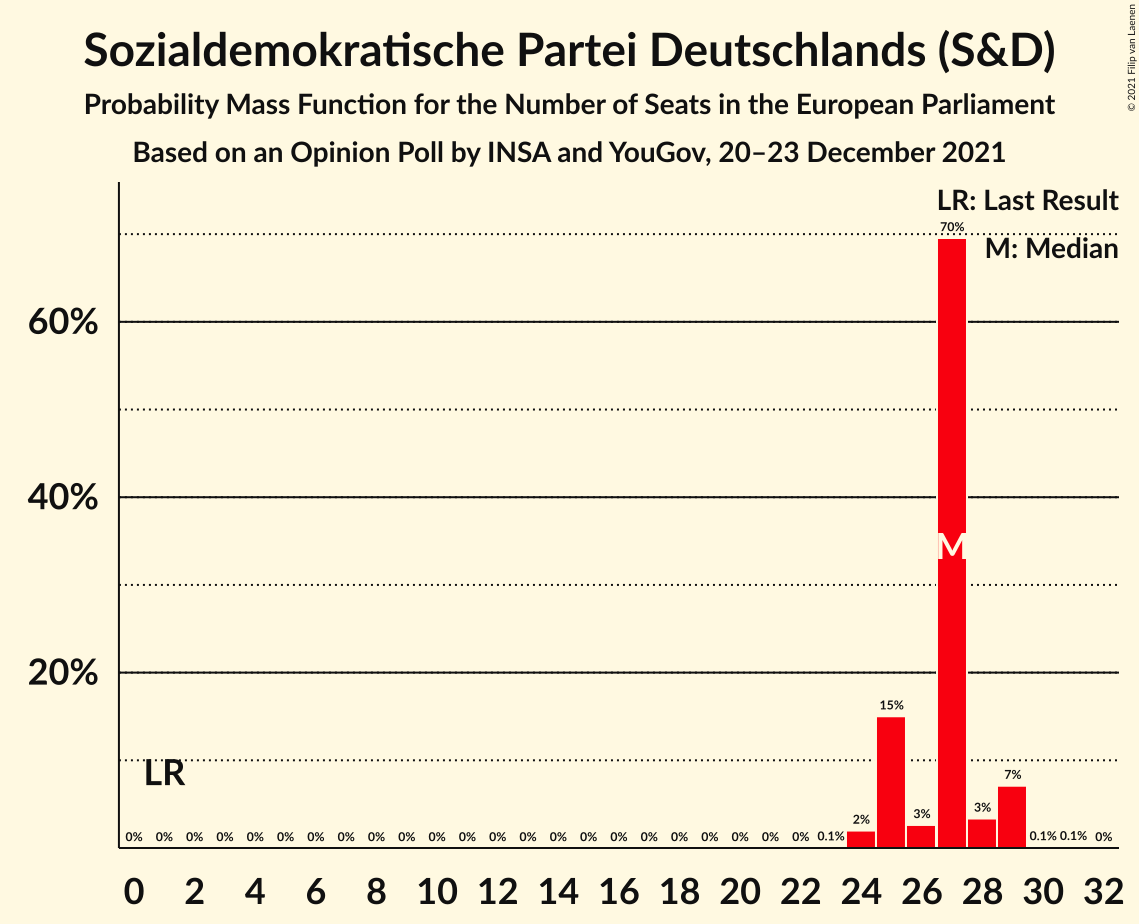 Sozialdemokratische Partei Deutschlands (S&D)
Probability Mass Function for the Number of Seats in the European Parliament
Based on an Opinion Poll by INSA and YouGov, 20–23 December 2021
© 2021 Filip van Laenen
LR: Last Result
M: Median
70%
60%
40%
M
20%
15%
LR
7%
2% 3% 3%
0% 0% 0% 0% 0% 0% 0% 0% 0% 0% 0% 0% 0% 0% 0% 0% 0% 0% 0% 0% 0% 0% 0% 0.1% 0.1% 0.1% 0%
0 2 4 6 8 10 12 14 16 18 20 22 24 26 28 30 32